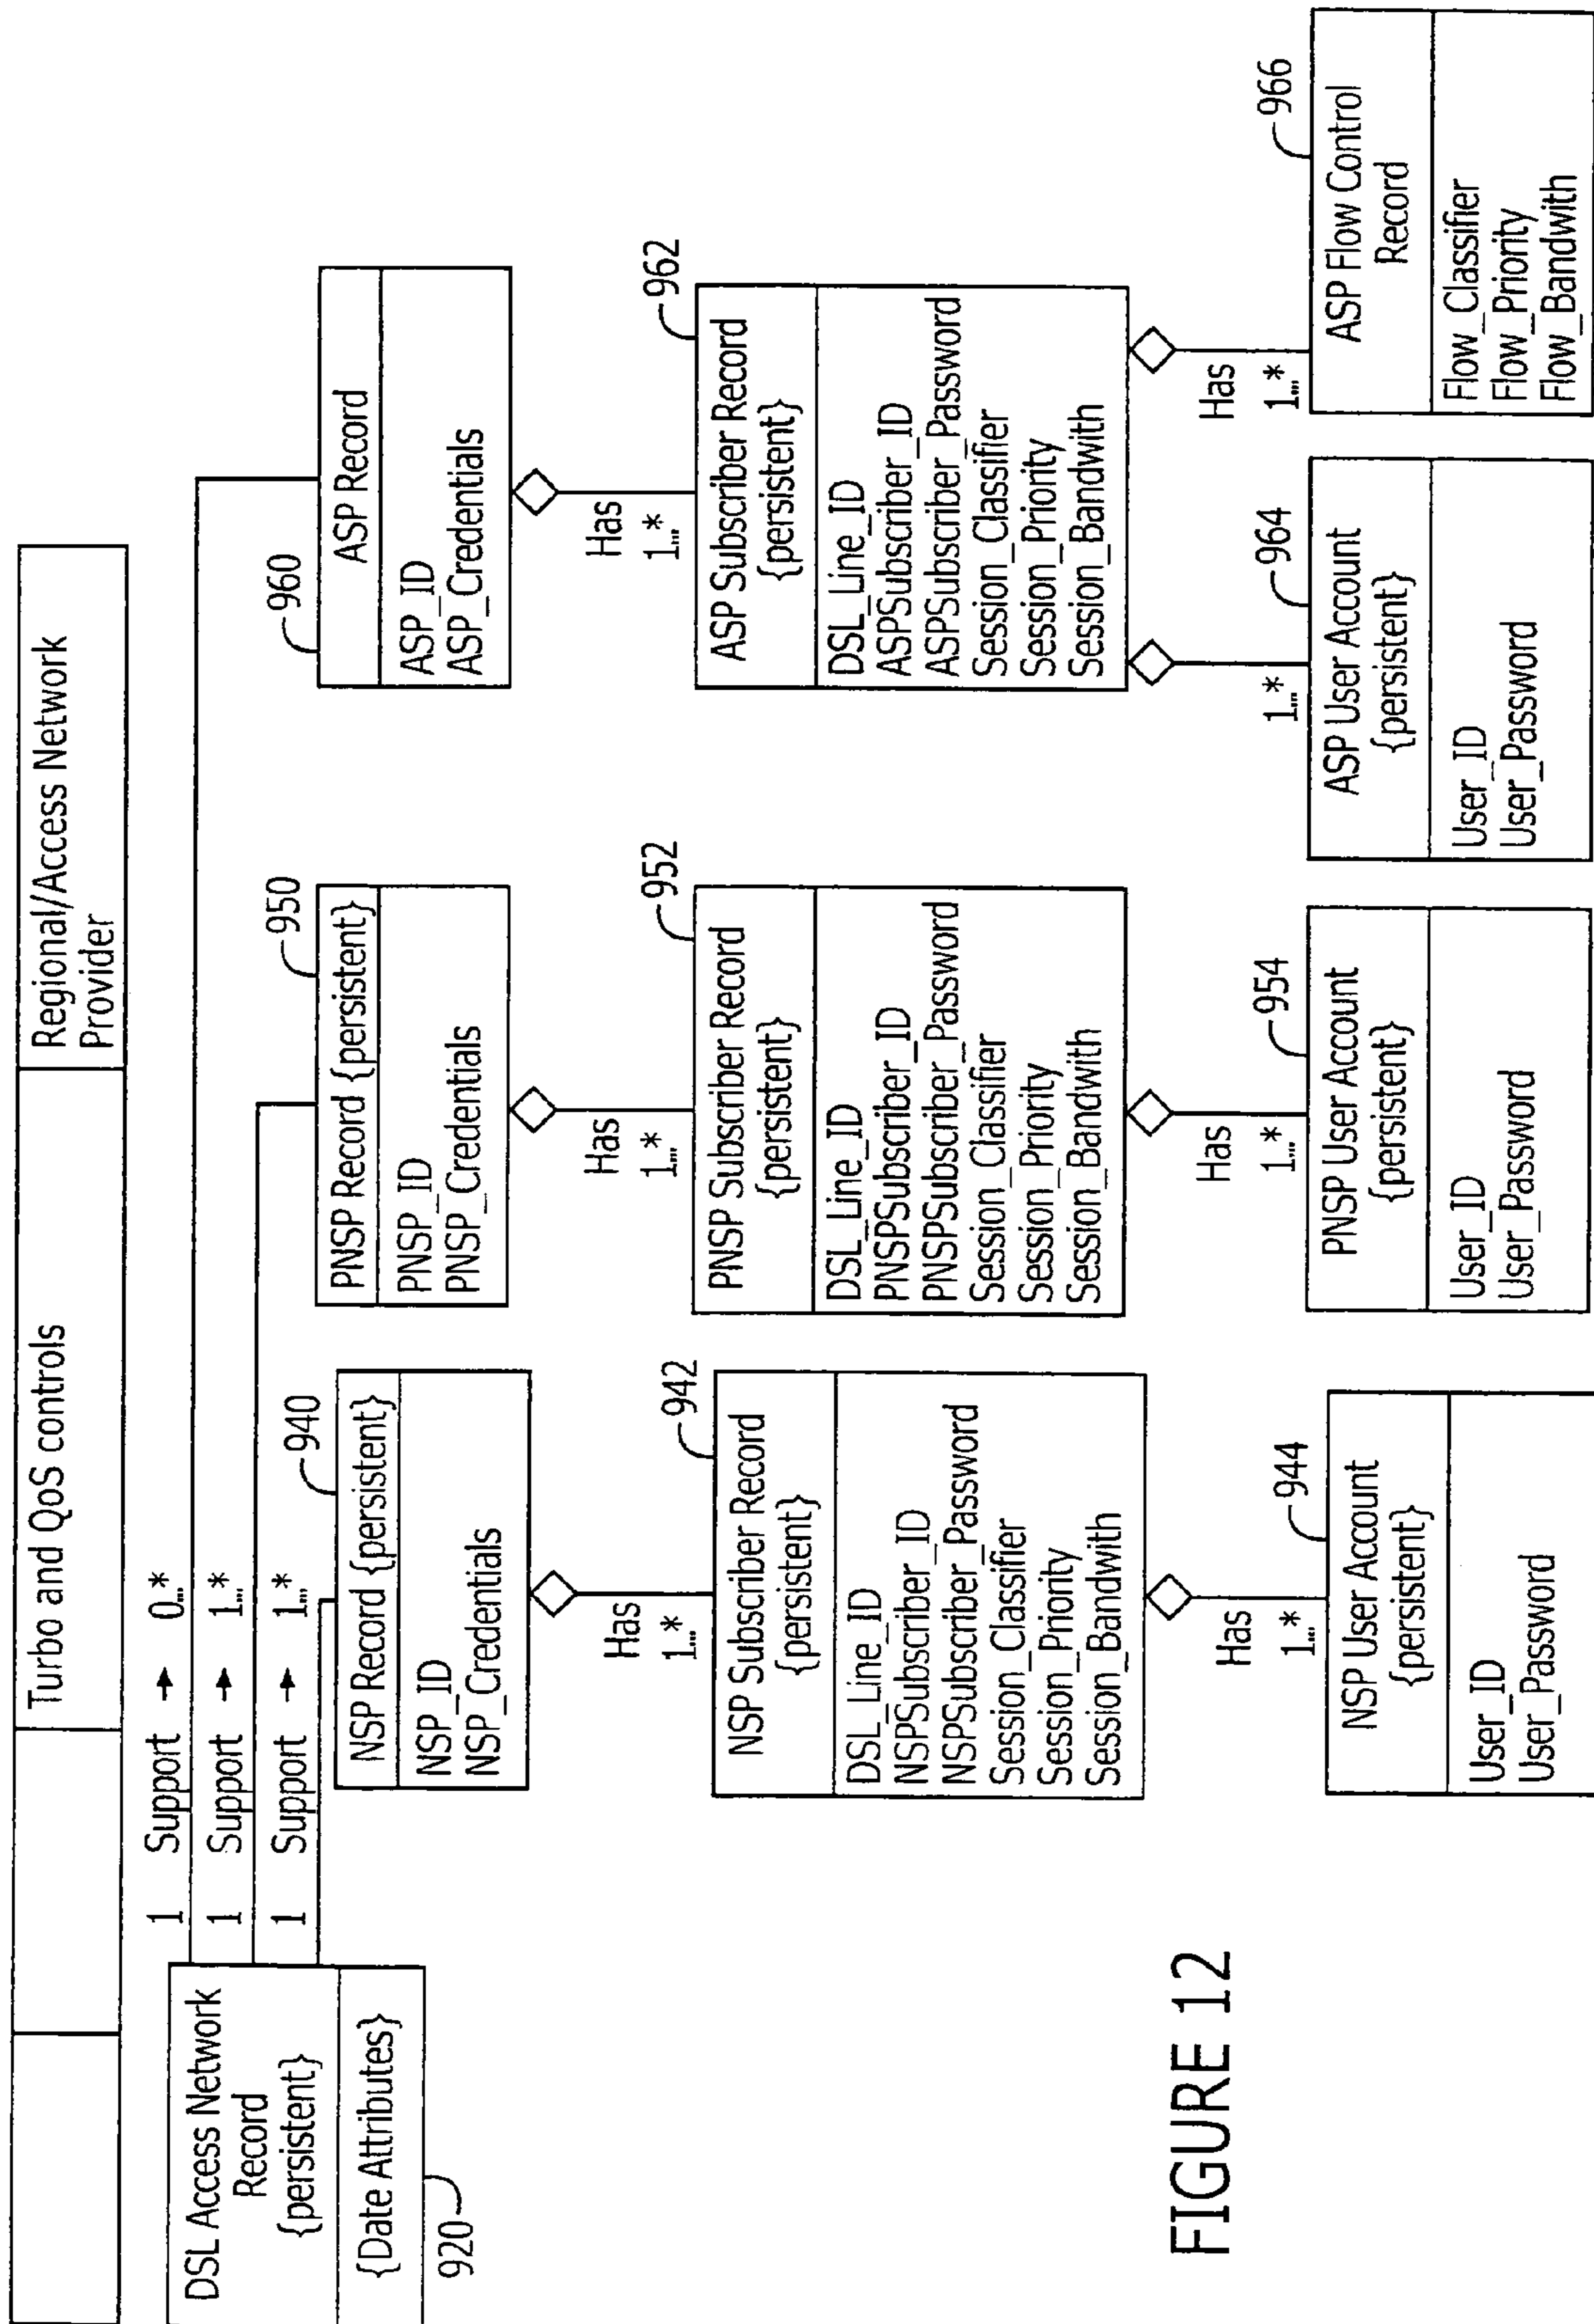 Turbo and QoS controls
Regional/Access Network
Provider
DSL Access Network
Record
{persistent}
{Date Attributes}
920
1 Support → 0...*
1 Support → 1...*
1 Support → 1...*
940
NSP Record {persistent}
NSP_ID
NSP_Credentials
Has
1...*
942
NSP Subscriber Record
{persistent}
DSL_Line_ID
NSPSubscriber_ID
NSPSubscriber_Password
Session_Classifier
Session_Priority
Session_Bandwith
Has
1...*
944
NSP User Account
{persistent}
User_ID
User_Password
950
PNSP Record {persistent}
PNSP_ID
PNSP_Credentials
Has
1...*
952
PNSP Subscriber Record
{persistent}
DSL_Line_ID
PNSPSubscriber_ID
PNSPSubscriber_Password
Session_Classifier
Session_Priority
Session_Bandwith
Has
1...*
954
PNSP User Account
{persistent}
User_ID
User_Password
960
ASP Record
ASP_ID
ASP_Credentials
Has
1...*
962
ASP Subscriber Record
{persistent}
DSL_Line_ID
ASPSubscriber_ID
ASPSubscriber_Password
Session_Classifier
Session_Priority
Session_Bandwith
1...*
964
ASP User Account
{persistent}
User_ID
User_Password
Has
1...*
966
ASP Flow Control
Record
Flow_Classifier
Flow_Priority
Flow_Bandwith
FIGURE 12